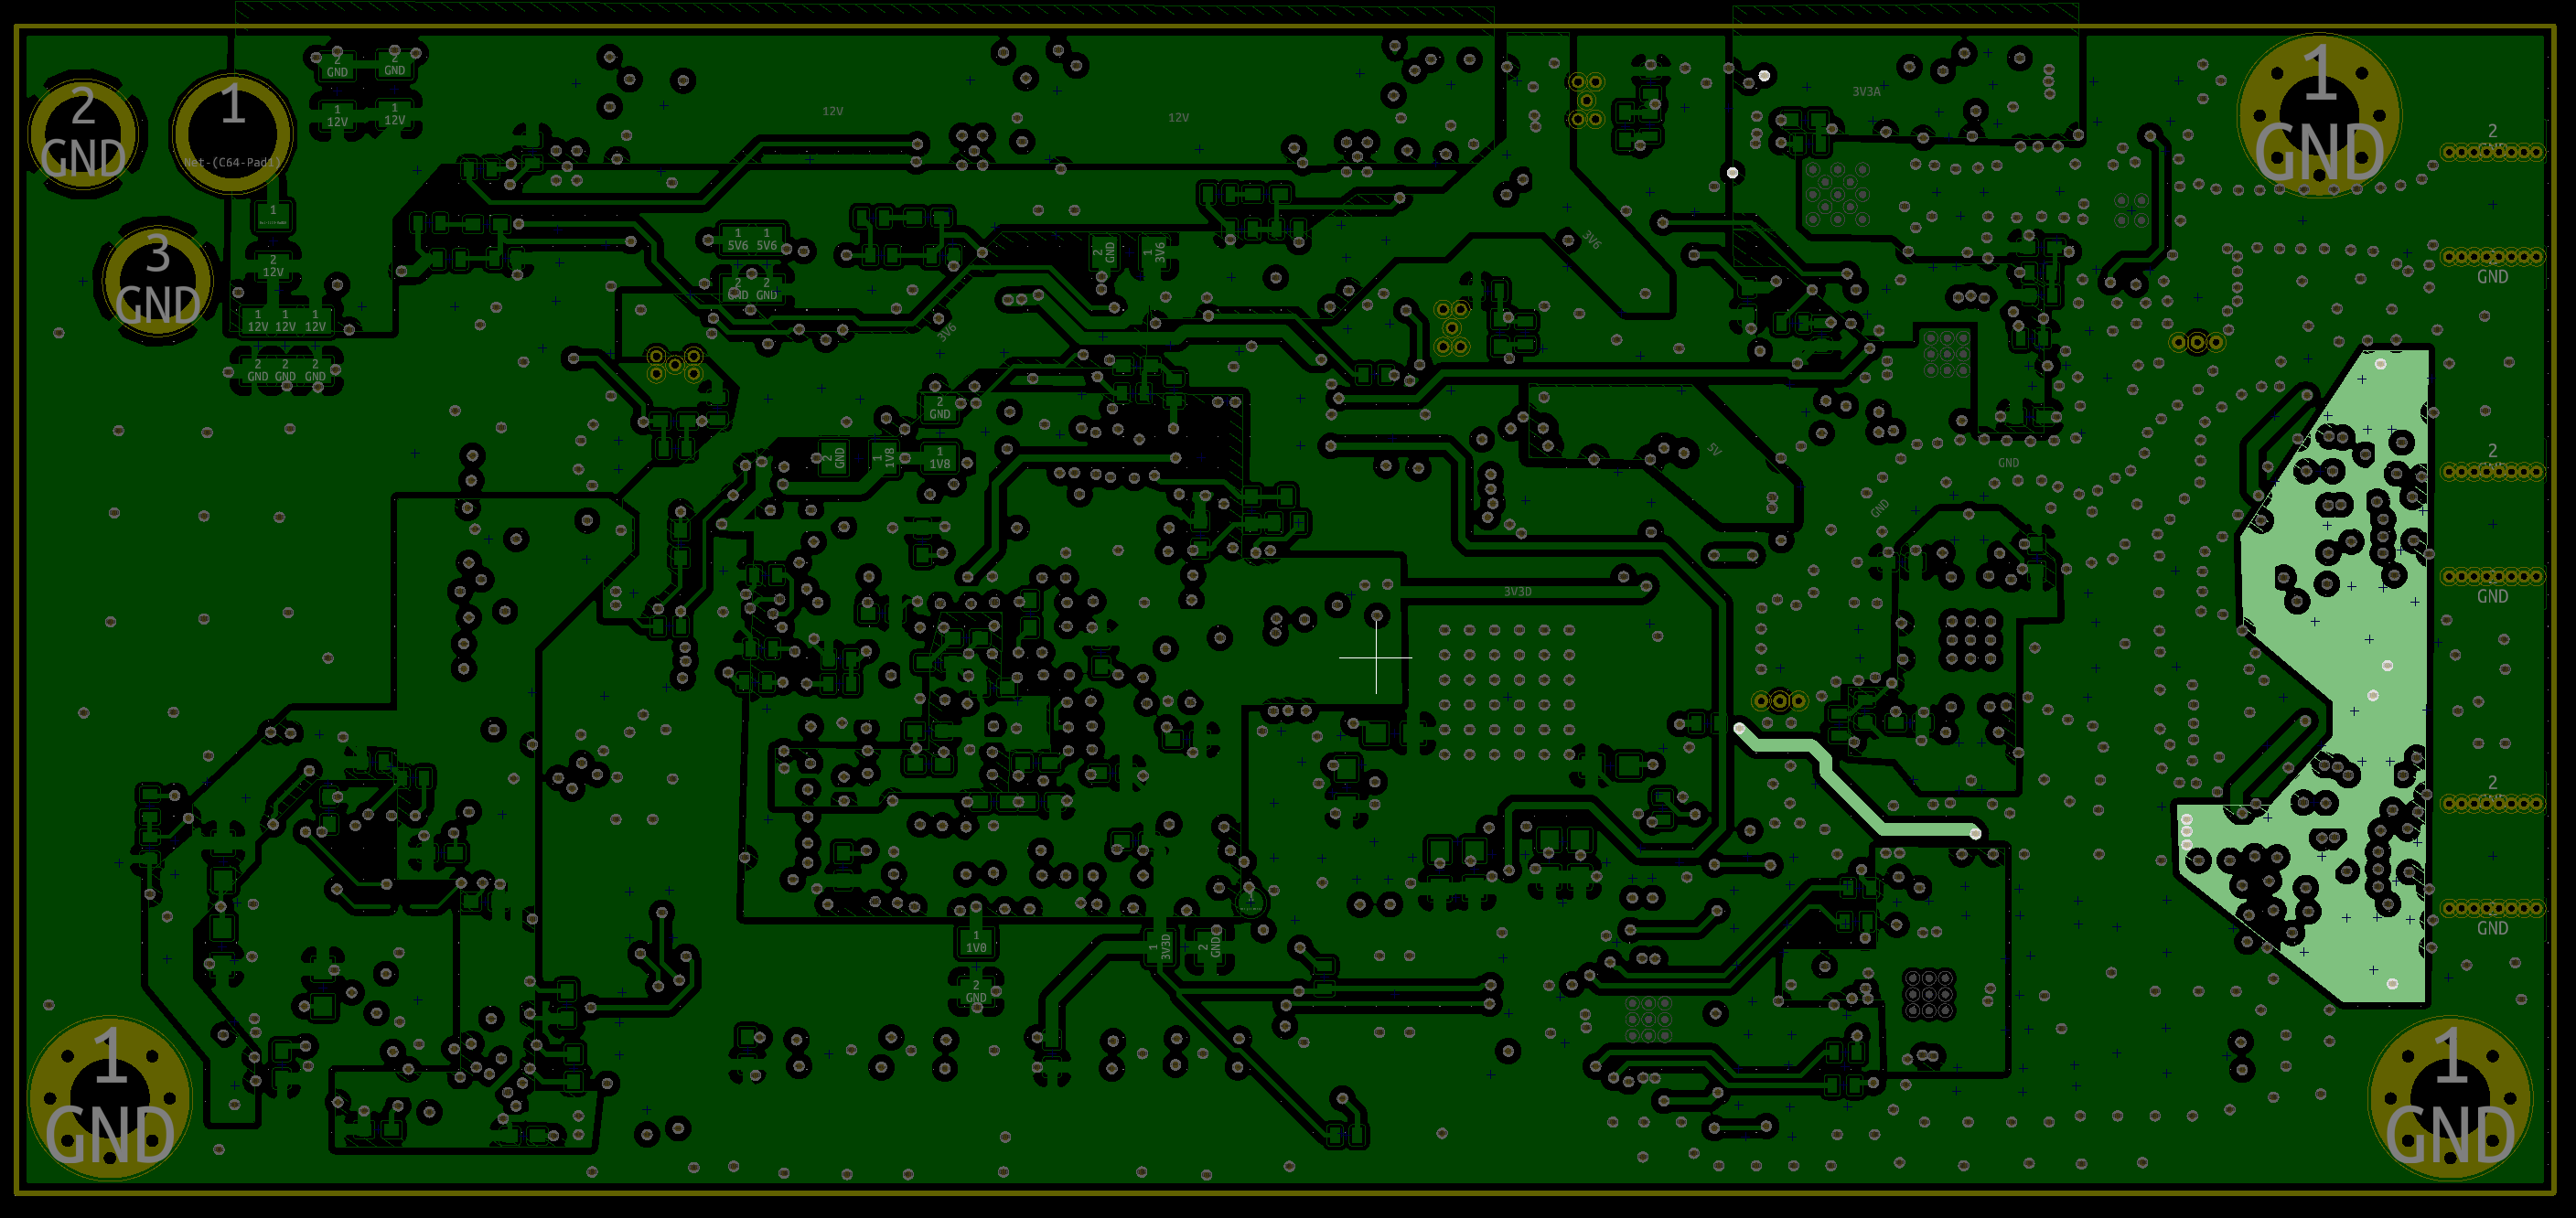 2
GND
1
Net-(C64-Pad1)
3
GND
2
GND
2
GND
1
12V
1
12V
12V
12V
3V3A
1
GND
2
GND
2
GND
2
GND
2
GND
1
2
12V
1 1 1
12V 12V 12V
2 2 2
GND GND GND
1 1
5V6 5V6
2 2
GND GND
2
GND
1
3V6
3V6
3V6
2
GND
2
GND
1
1V8
1
1V8
5V
GND
GND
3V3D
1
1V0
2
GND
1
3V3D
2
GND
1
1
GND
1
GND